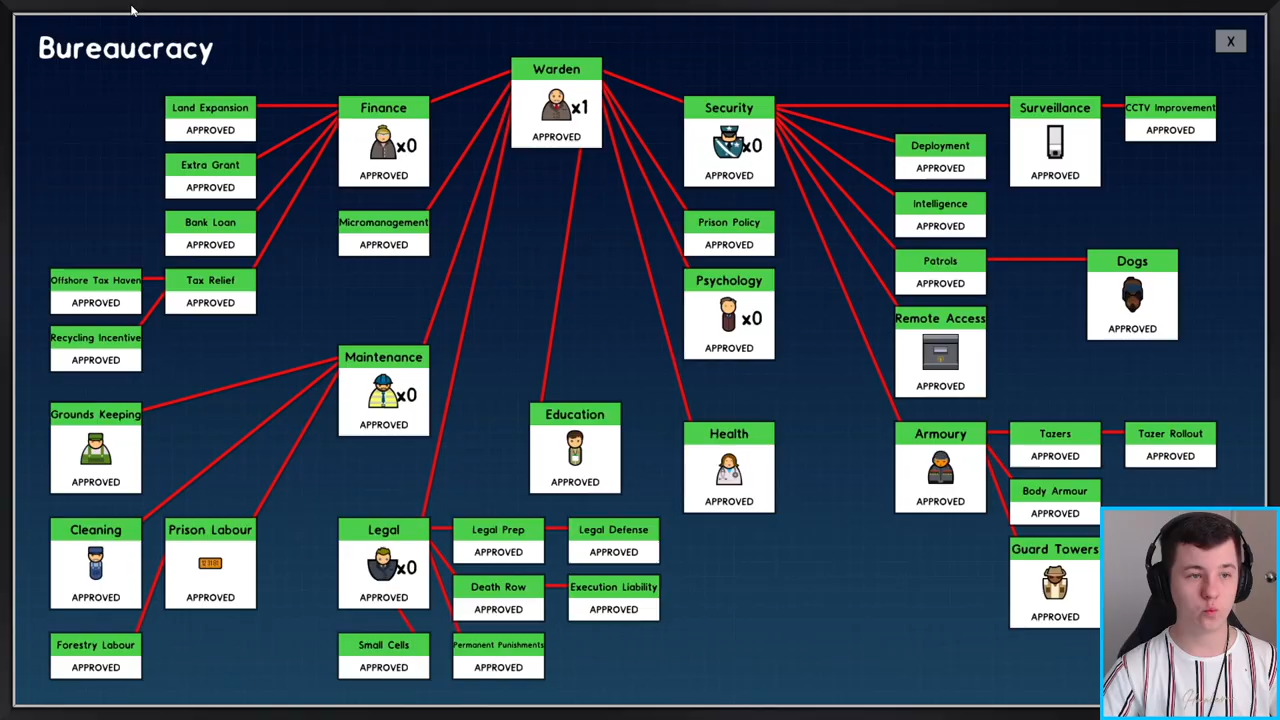 Bureaucracy
X
Warden
x1
APPROVED
Land Expansion
APPROVED
Finance
x0
APPROVED
Security
x0
APPROVED
Surveillance
APPROVED
CCTV Improvement
APPROVED
Extra Grant
APPROVED
Deployment
APPROVED
Bank Loan
APPROVED
Micromanagement
APPROVED
Prison Policy
APPROVED
Intelligence
APPROVED
Offshore Tax Haven
APPROVED
Tax Relief
APPROVED
Psychology
x0
APPROVED
Patrols
APPROVED
Dogs
APPROVED
Recycling Incentive
APPROVED
Remote Access
APPROVED
Maintenance
x0
APPROVED
Grounds Keeping
APPROVED
Education
APPROVED
Health
APPROVED
Armoury
APPROVED
Tazers
APPROVED
Tazer Rollout
APPROVED
Body Armour
APPROVED
Cleaning
APPROVED
Prison Labour
APPROVED
Legal
x0
APPROVED
Legal Prep
APPROVED
Legal Defense
APPROVED
Guard Towers
APPROVED
Death Row
APPROVED
Execution Liability
APPROVED
Forestry Labour
APPROVED
Small Cells
APPROVED
Permanent Punishments
APPROVED